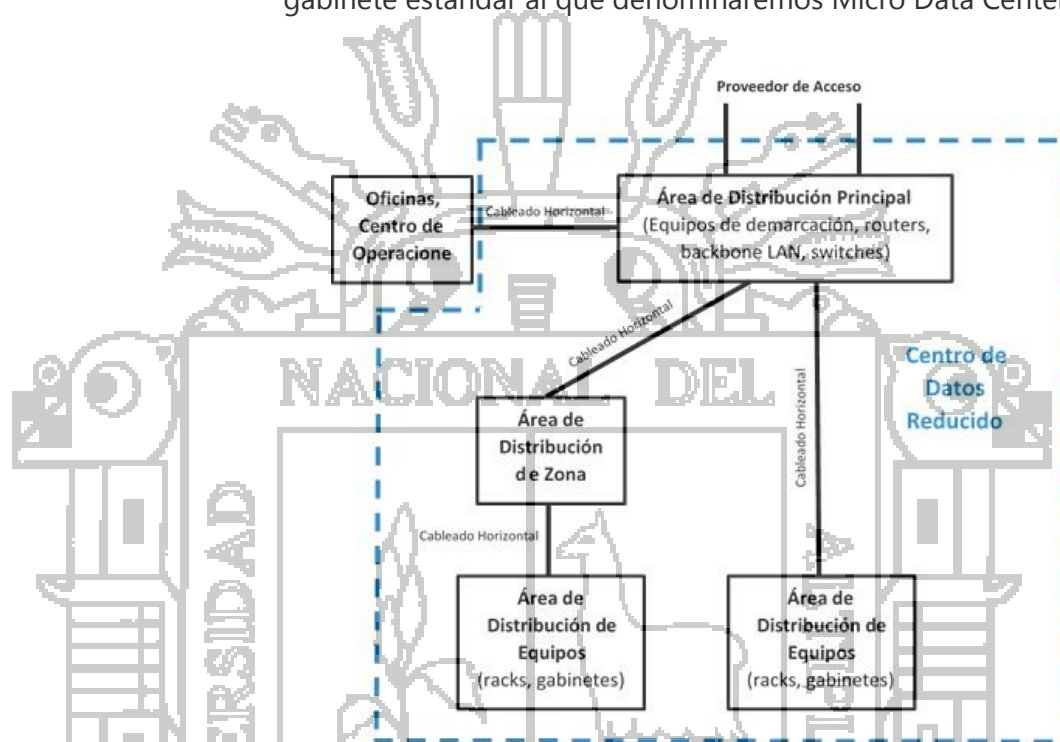 gabinete estándar al que denominaremos Micro Data Center
Proveedor de Acceso
Oficinas,
Centro de
Operacione
Cableado Horizontal
Área de Distribución Principal
(Equipos de demarcación, routers,
backbone LAN, switches)
Cableado Horizontal
Cableado Horizontal
Centro de
Datos
Reducido
NACIONAL DEL
Área de
Distribución
de Zona
Cableado Horizontal
Área de
Distribución de
Equipos
(racks, gabinetes)
Área de
Distribución de
Equipos
(racks, gabinetes)
ERSIDAD